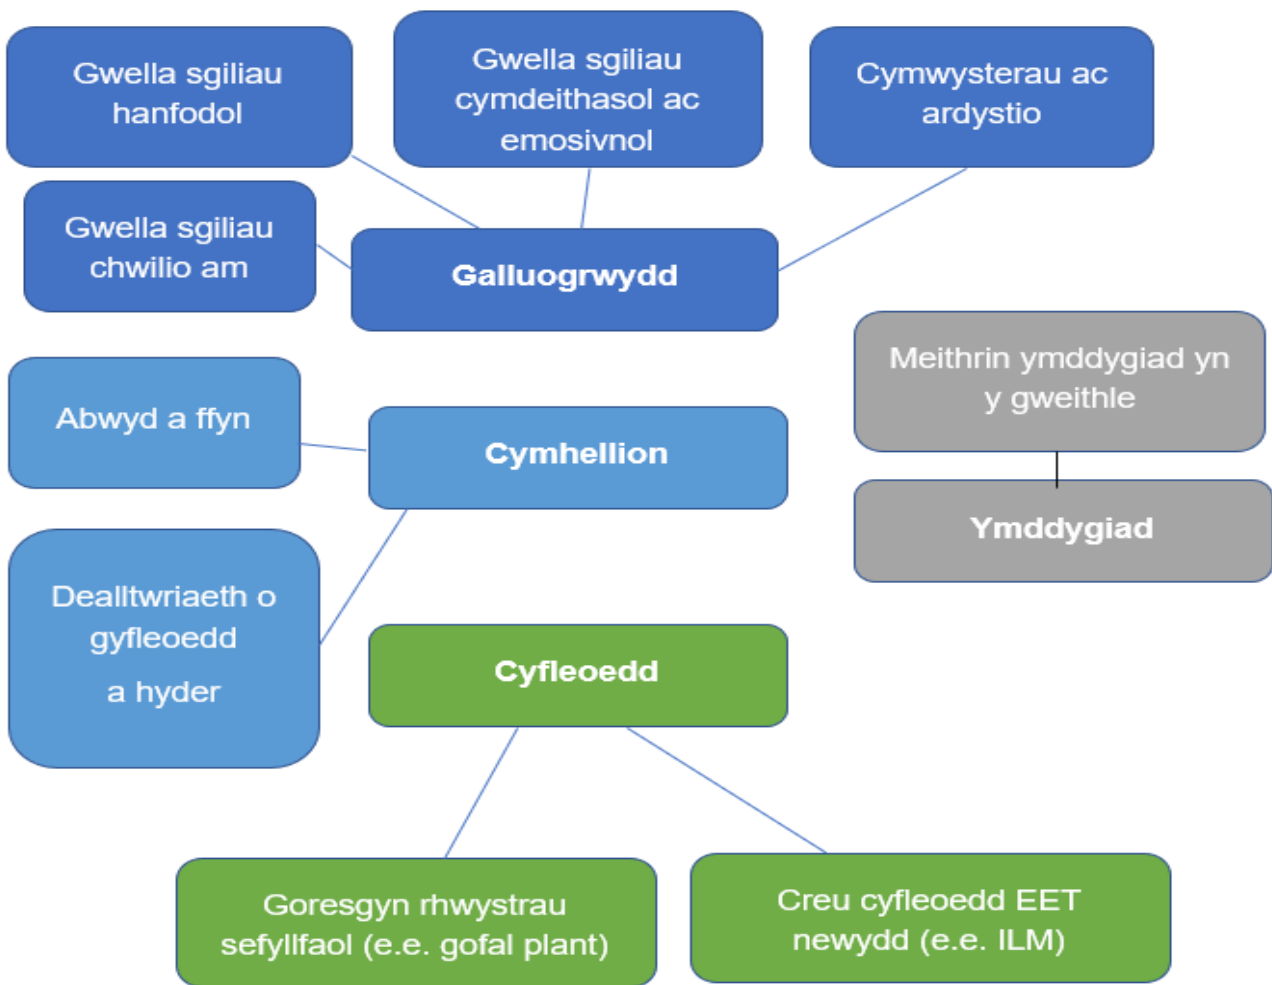 Gwella sgiliau
hanfodol
Gwella sgiliau
cymdeithasol ac
emosivnol
Cymwysterau ac
ardystio
Gwella sgiliau
chwilio am
Galluogrwydd
Meithrin ymddygiad yn
y gweithle
Abwyd a ffyn
Cymhellion
Ymddygiad
Dealltwriaeth o
gyfleoedd
a hyder
Cyfleoedd
Goresgyn rhwystrau
sefyllfaol (e.e. gofal plant)
Creu cyfleoedd EET
newydd (e.e. ILM)